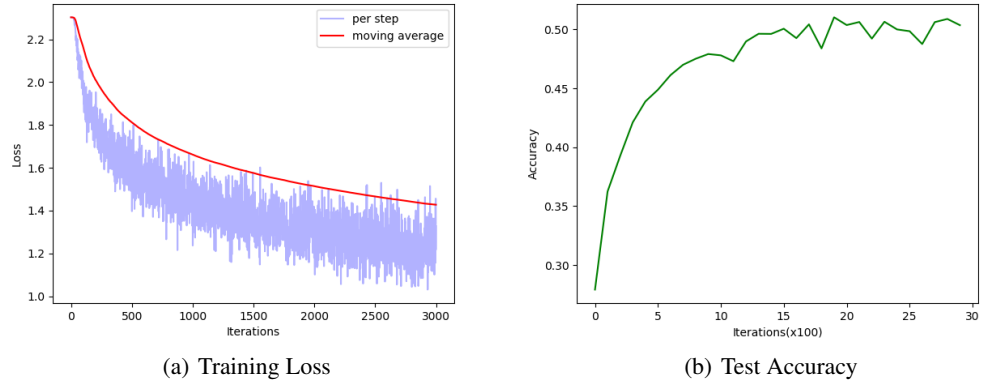 per step
moving average
2.2
2.0
1.8
1.6
1.4
1.2
1.0
Loss
0 500 1000 1500 2000 2500 3000
Iterations
(a) Training Loss
0.50
0.45
0.40
0.35
0.30
Accuracy
0 5 10 15 20 25 30
Iterations(x100)
(b) Test Accuracy